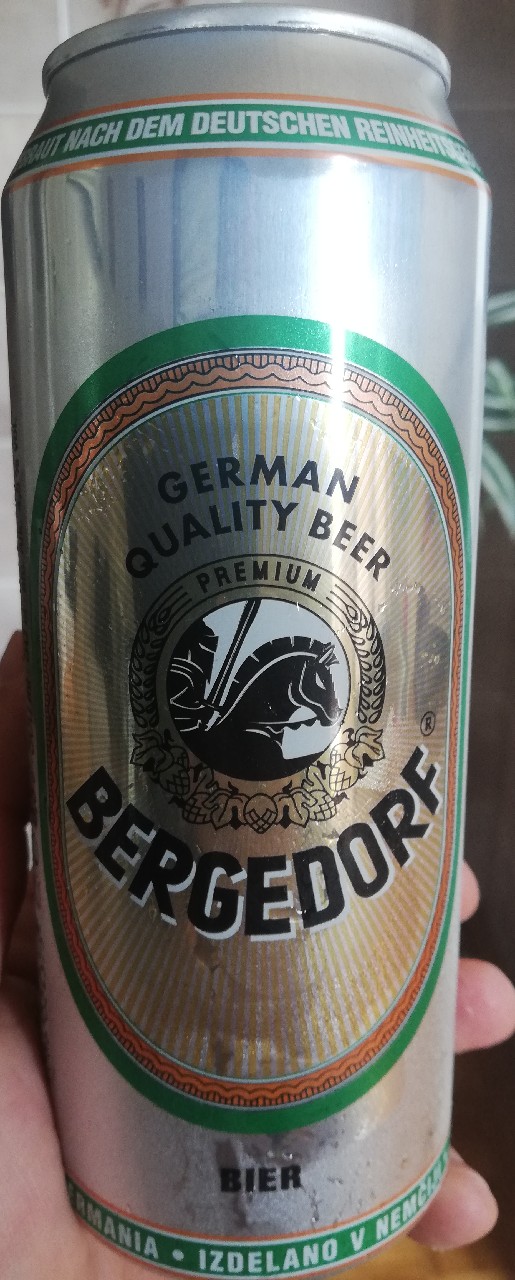 NACH DEM DEUTSCHEN
GERMAN
QUALITY BEER
PREMIUM
®
BERGEDORF
BIER
• IZDELANO V